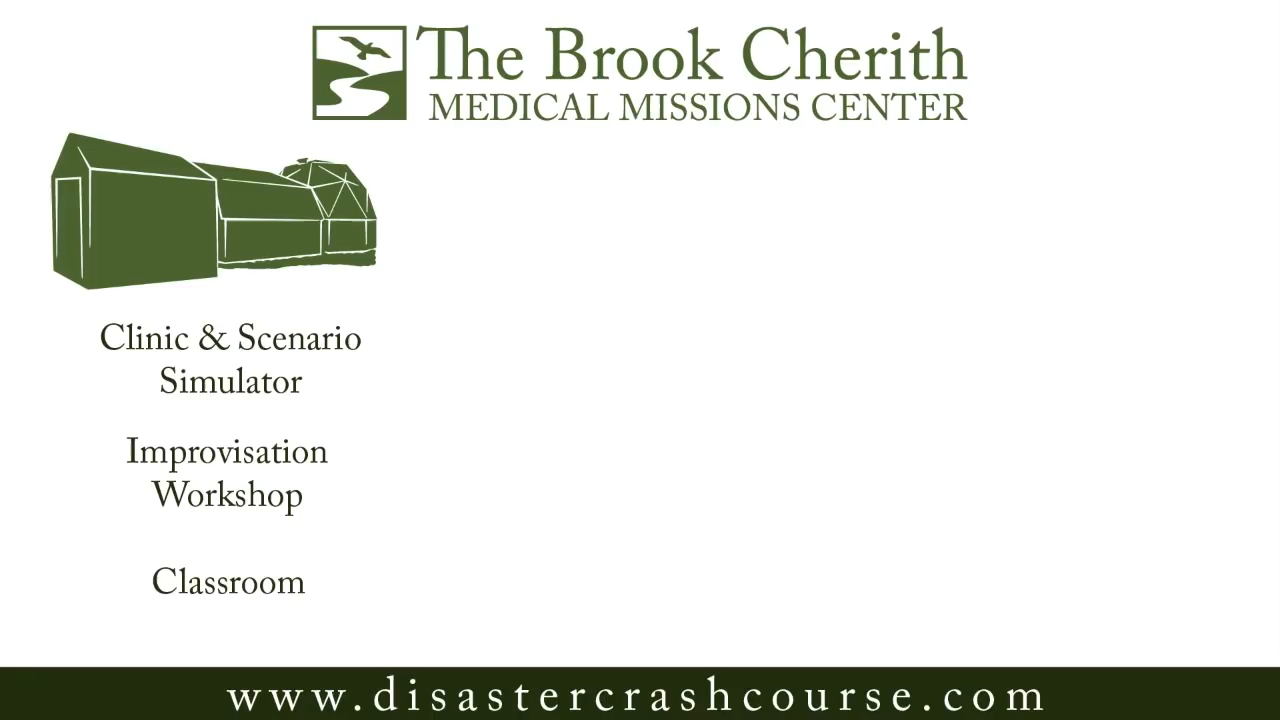 The Brook Cherith
MEDICAL MISSIONS CENTER
Clinic & Scenario
Simulator
Improvisation
Workshop
Classroom
www.disastercrashcourse.com